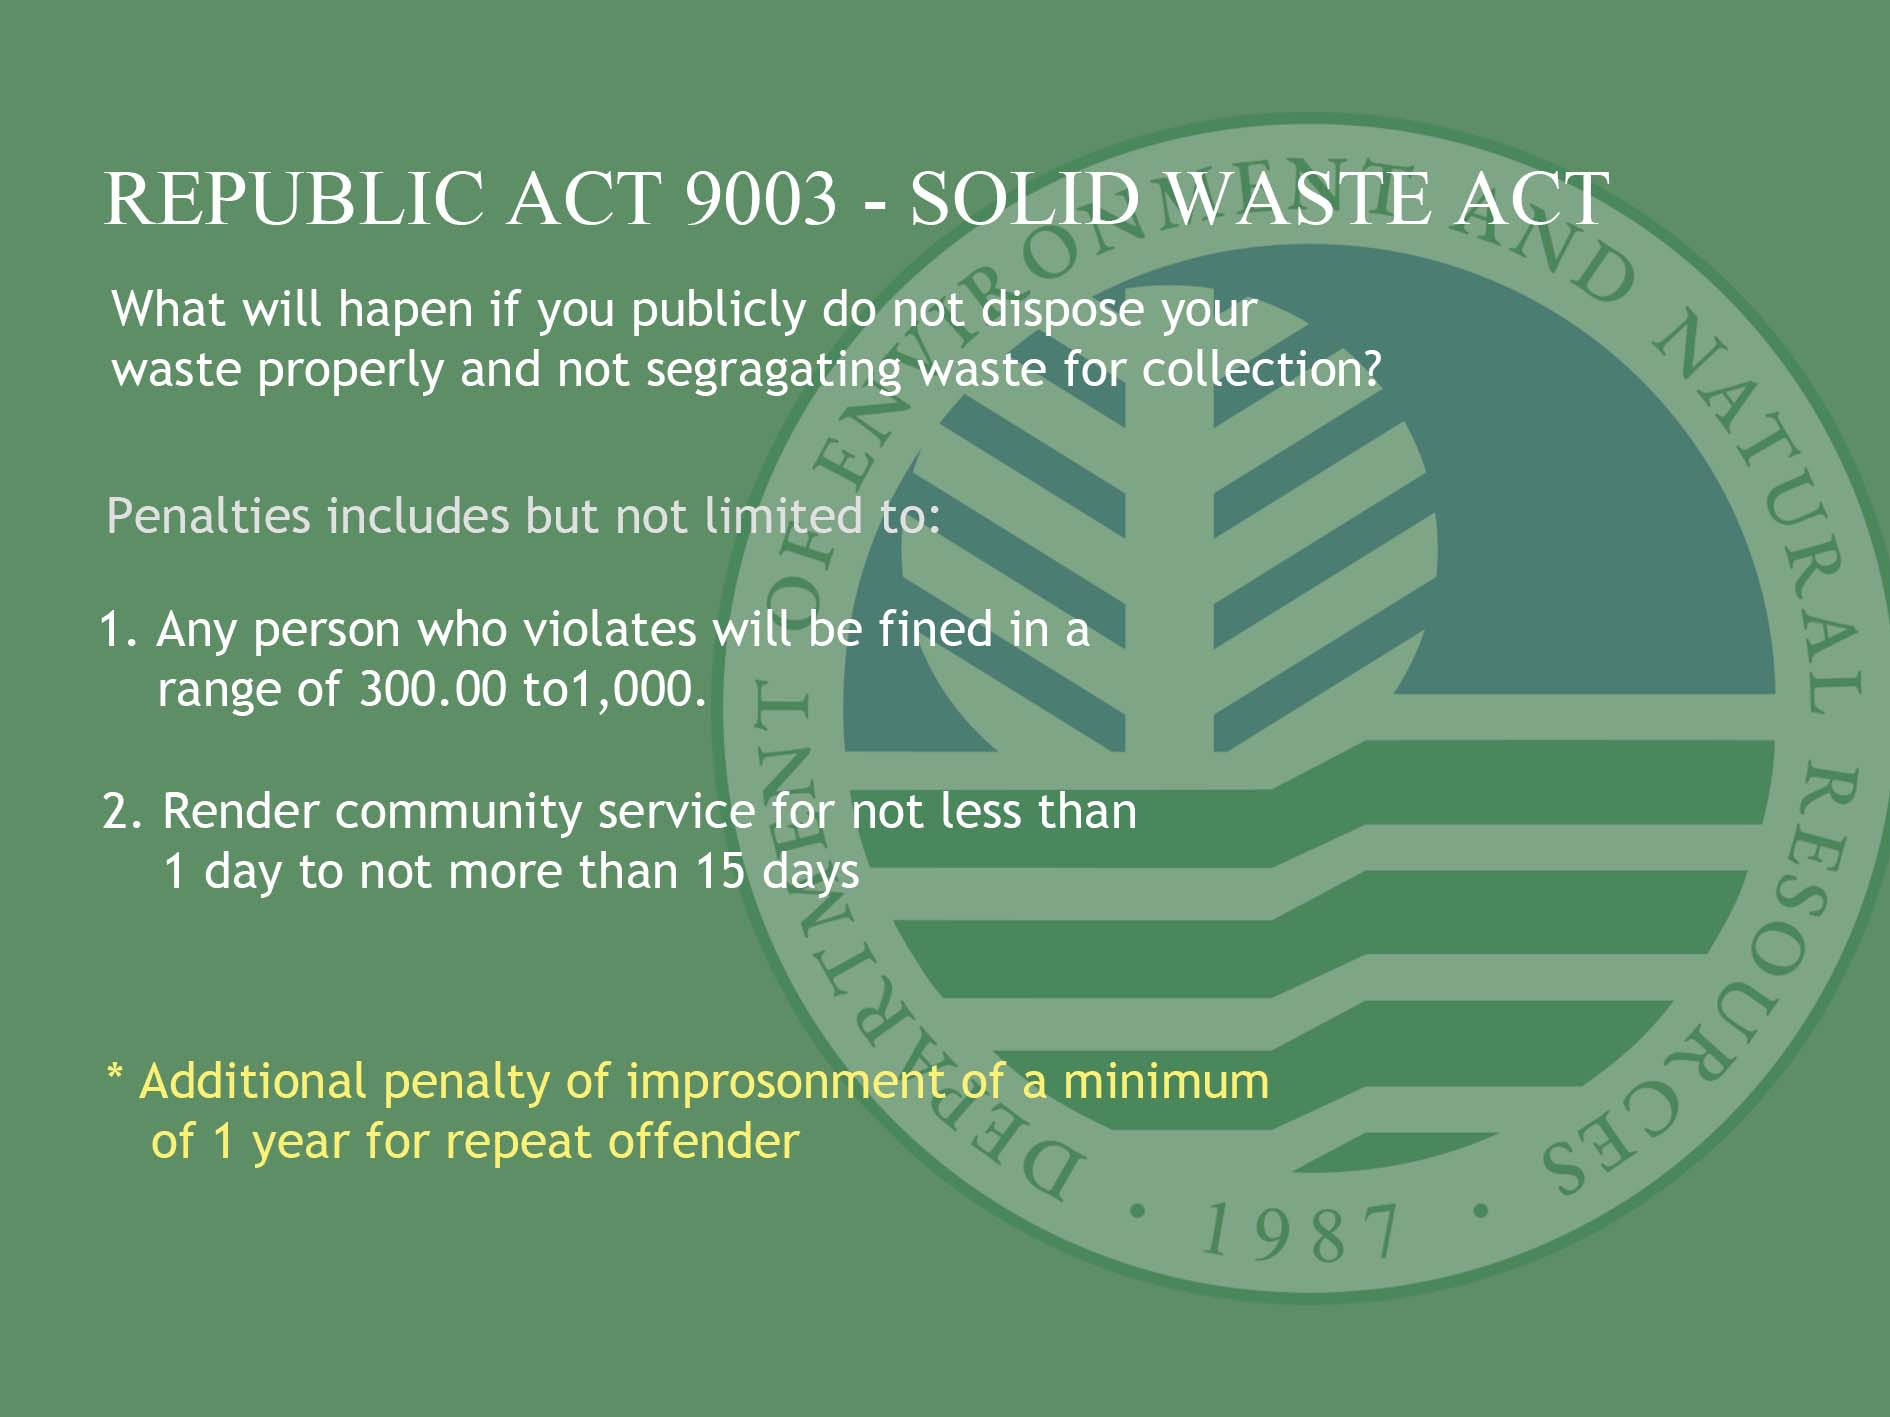 REPUBLIC ACT 9003 - SOLID WASTE ACT
What will hapen if you publicly do not dispose your
waste properly and not segragating waste for collection?
Penalties includes but not limited to:
1. Any person who violates will be fined in a
range of 300.00 to1,000.
2. Render community service for not less than
1 day to not more than 15 days
* Additional penalty of improsonment of a minimum
of 1 year for repeat offender
DEPARTMENT OF ENVIRONMENT AND NATURAL RESOURCES
• 1987 •